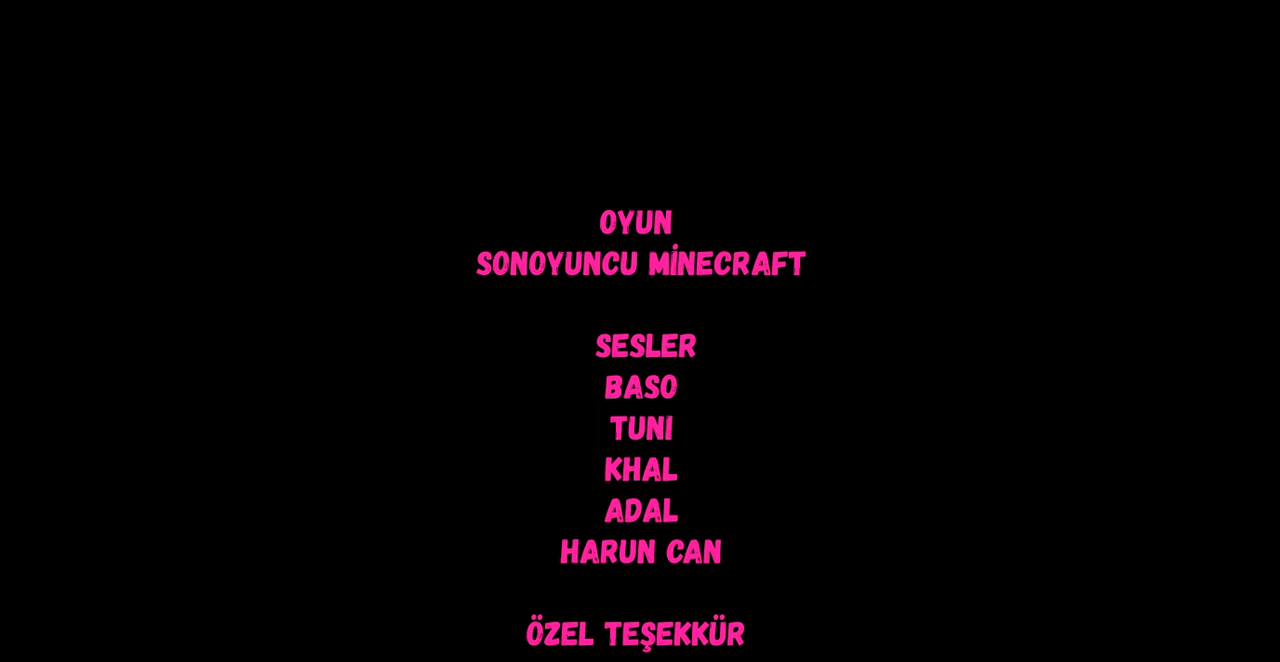 OYUN
SONOYUNCU MİNECRAFT
SESLER
BASO
TUNI
KHAL
ADAL
HARUN CAN
ÖZEL TEŞEKKÜR